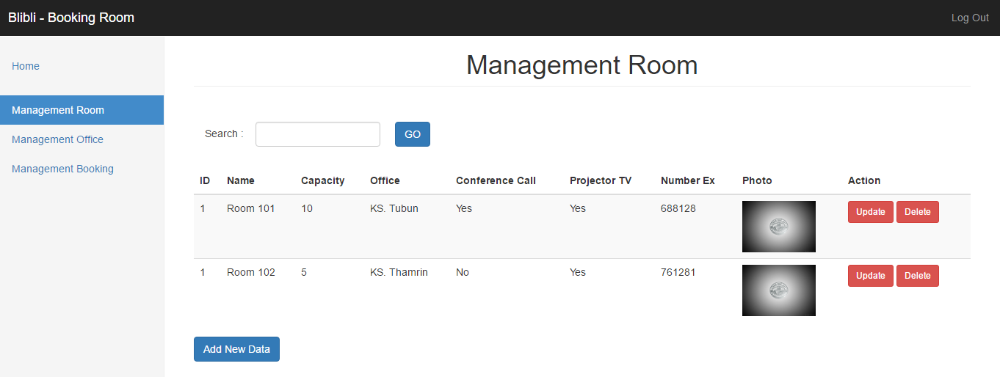 Blibli - Booking Room
Log Out
Home
Management Room
Management Office
Management Booking
Management Room
Search :
GO
ID Name Capacity Office Conference Call Projector TV Number Ex Photo Action
1 Room 101 10 KS. Tubun Yes Yes 688128 Update Delete
1 Room 102 5 KS. Thamrin No Yes 761281 Update Delete
Add New Data